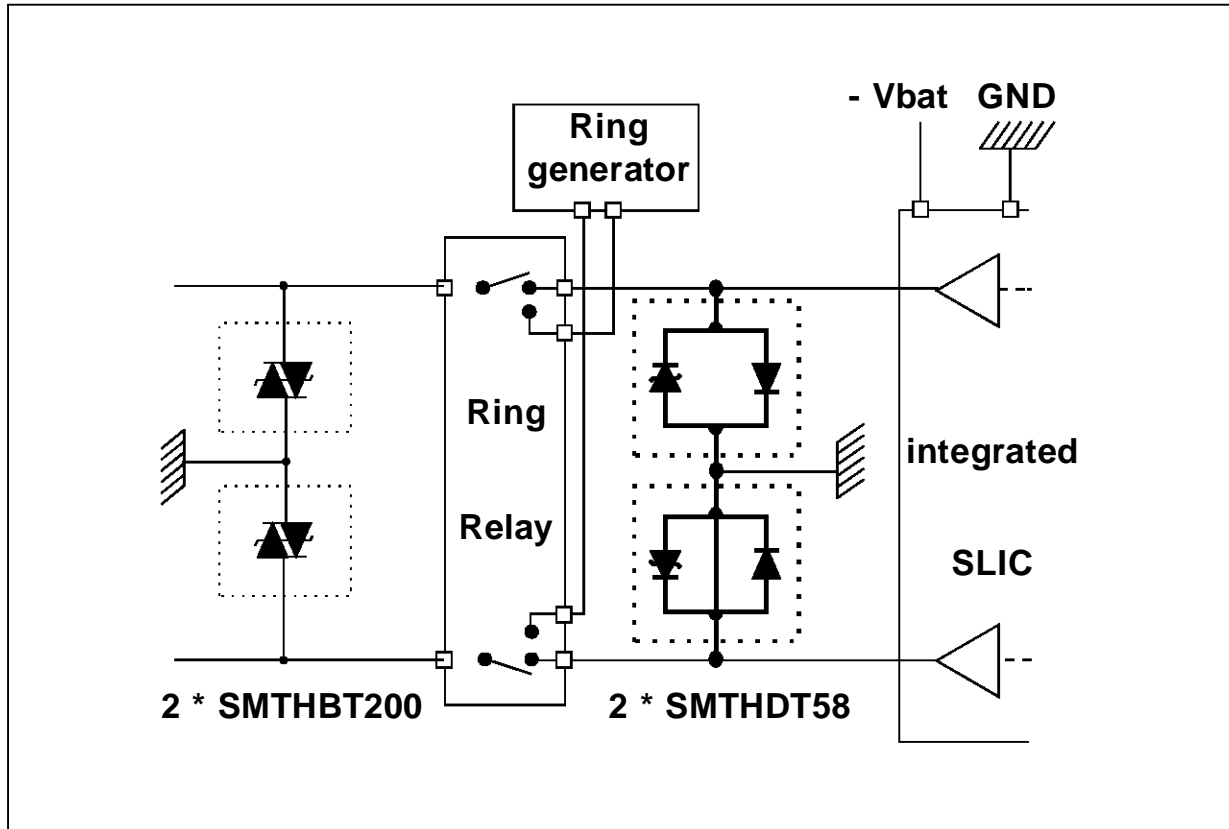 - Vbat GND
Ring
generator
Ring
integrated
Relay
SLIC
2 * SMTHBT200 2 * SMTHDT58